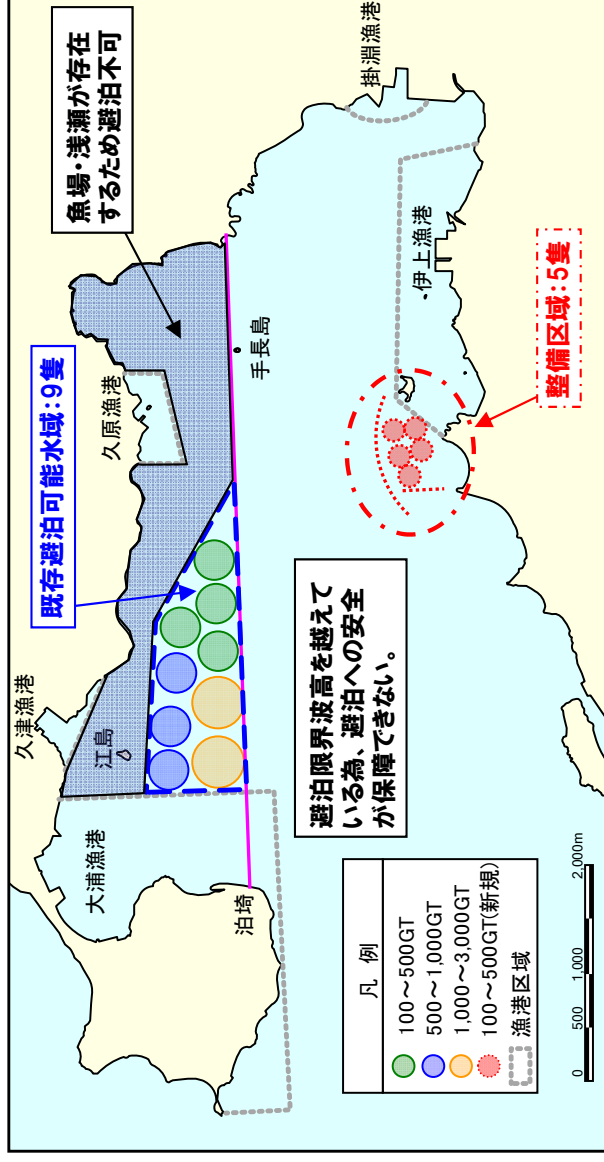 魚場・浅瀬が存在
するため避泊不可
既存避泊可能水域:9隻
久津漁港
久原漁港
掛淵漁港
大浦漁港
江島
手長島
泊埼
伊上漁港
避泊限界波高を越えて
いる為、避泊への安全
が保障できない。
整備区域:5隻
凡 例
100～500GT
500～1,000GT
1,000～3,000GT
100～500GT(新規)
漁港区域
0 500 1,000 2,000m